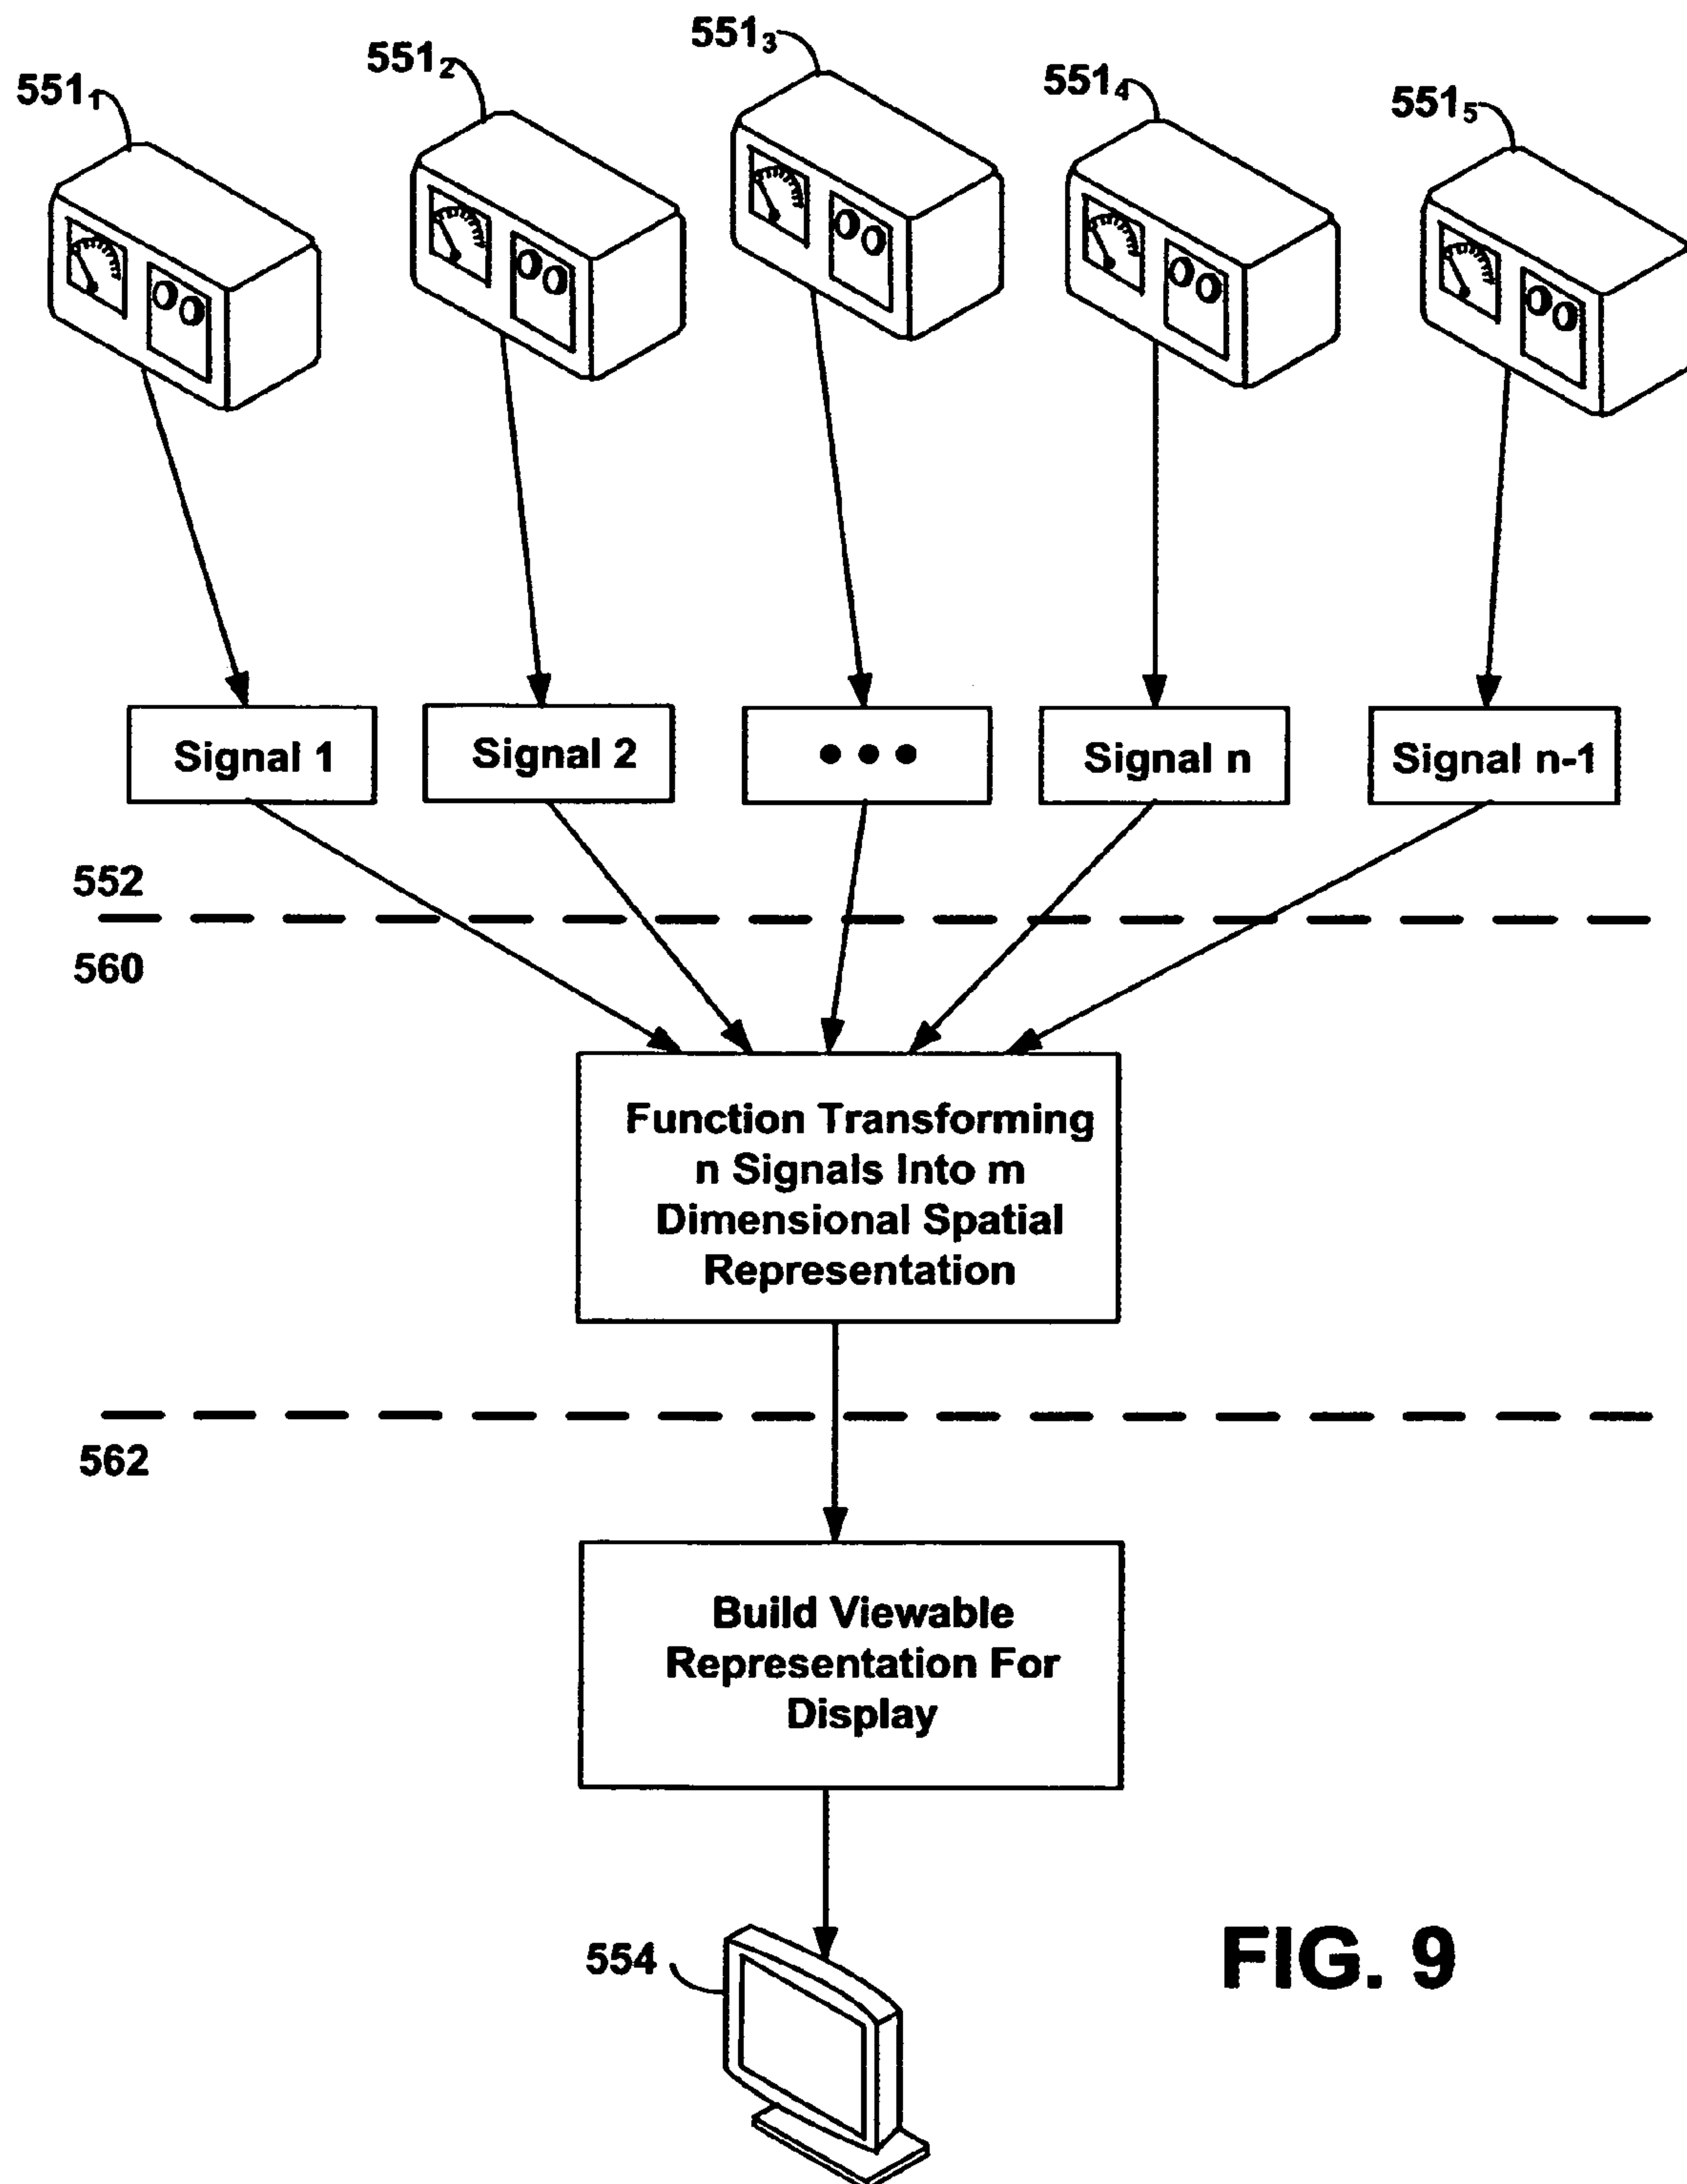 551₁
551₂
551₃
551₄
551₅
Signal 1
Signal 2
•••
Signal n
Signal n-1
552
560
Function Transforming
n Signals Into m
Dimensional Spatial
Representation
562
Build Viewable
Representation For
Display
554
FIG. 9